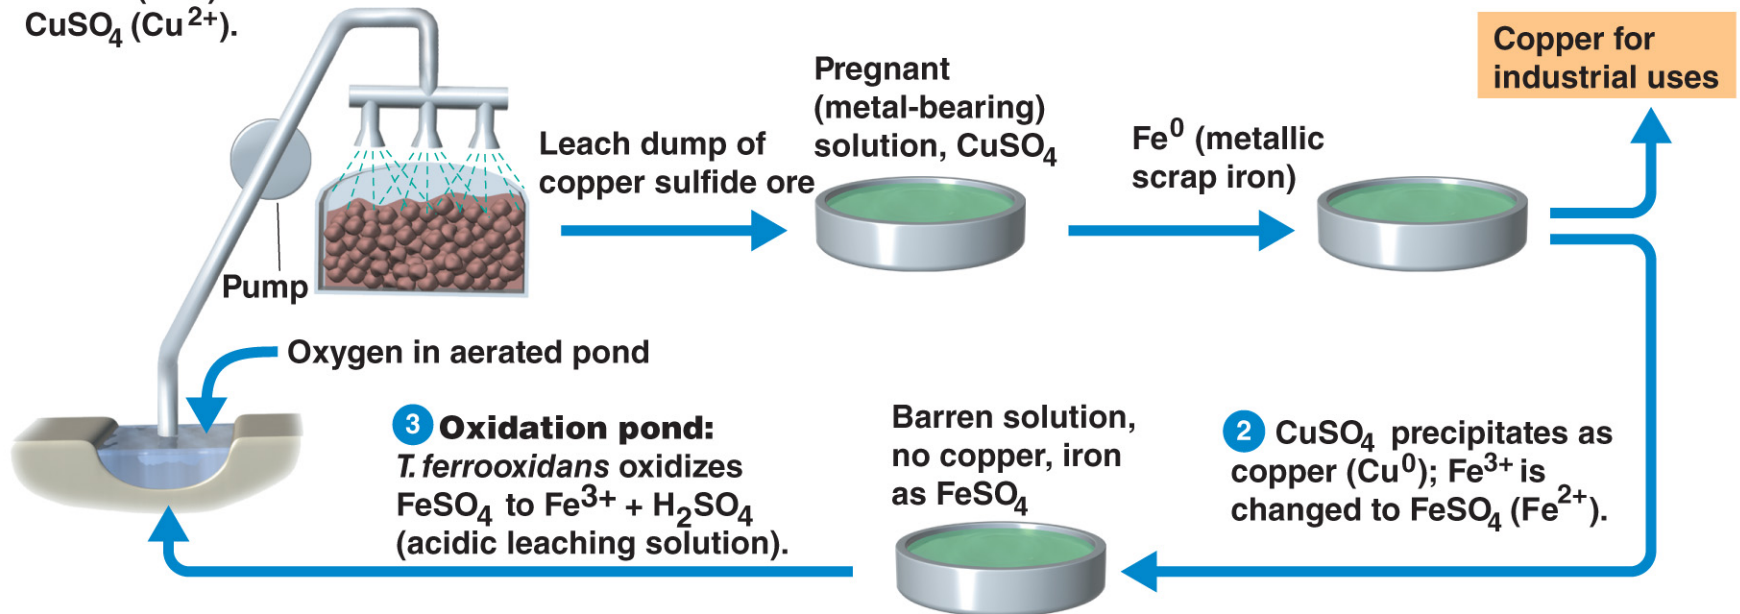 CuSO4 (Cu2+).
Copper for
industrial uses
Pregnant
(metal-bearing)
solution, CuSO4
Fe0 (metallic
scrap iron)
Leach dump of
copper sulfide ore
Pump
Oxygen in aerated pond
3 Oxidation pond:
T. ferrooxidans oxidizes
FeSO4 to Fe3+ + H2SO4
(acidic leaching solution).
Barren solution,
no copper, iron
as FeSO4
2 CuSO4 precipitates as
copper (Cu0); Fe3+ is
changed to FeSO4 (Fe2+).